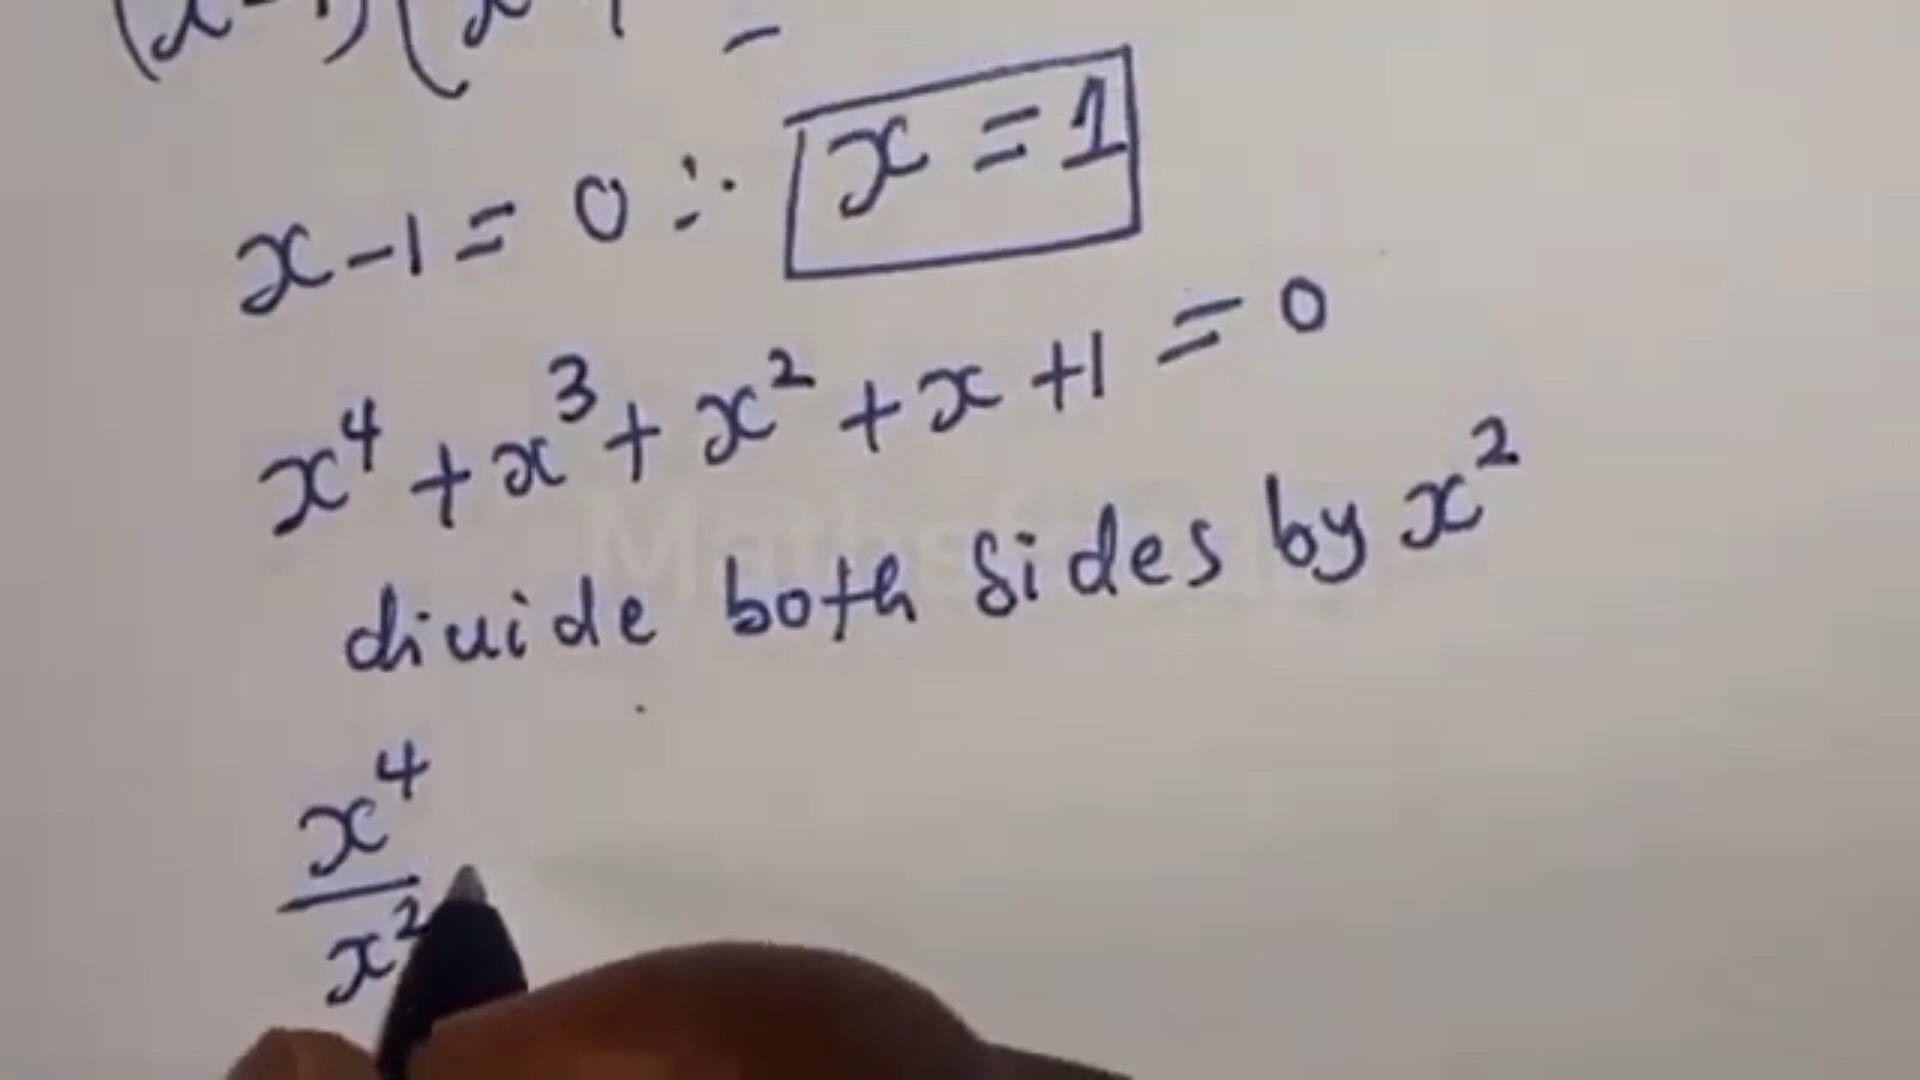 x - 1 = 0 ∴ x = 1
x⁴ + x³ + x² + x + 1 = 0
divide both sides by x²
x⁴
x²